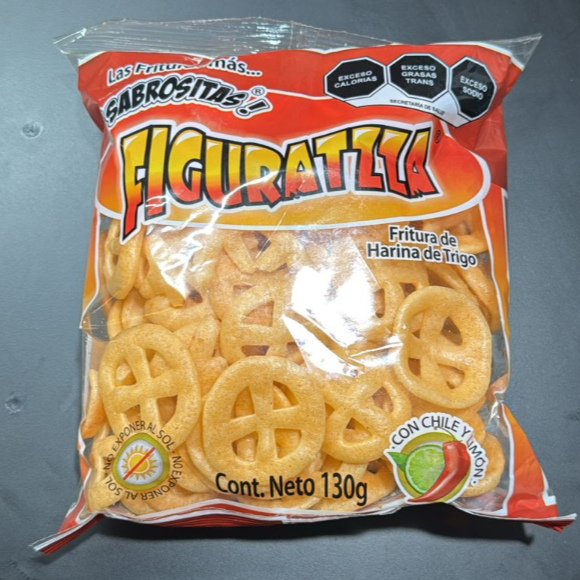 Las Frituras más...
SABROSITAS!®
EXCESO
CALORÍAS
EXCESO
GRASAS
TRANS
EXCESO
SODIO
SECRETARÍA DE SALUD
FIGURATZZA
Fritura de
Harina de Trigo
NO EXPONER AL SOL NO EXPONER AL SOL
CON CHILE Y LIMÓN
Cont. Neto 130g